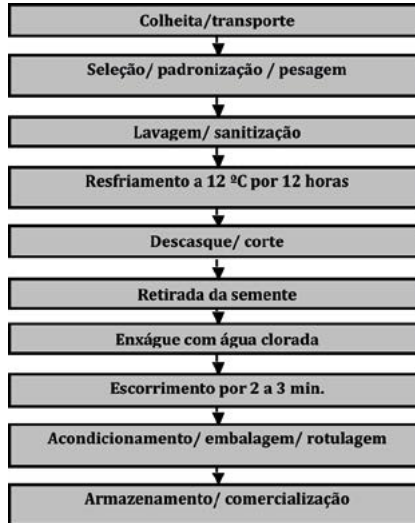 Colheita/transporte
Seleção/ padronização / pesagem
Lavagem/ sanitização
Resfriamento a 12 ºC por 12 horas
Descasque/ corte
Retirada da semente
Enxágue com água clorada
Escorrimento por 2 a 3 min.
Acondicionamento/ embalagem/ rotulagem
Armazenamento/ comercialização